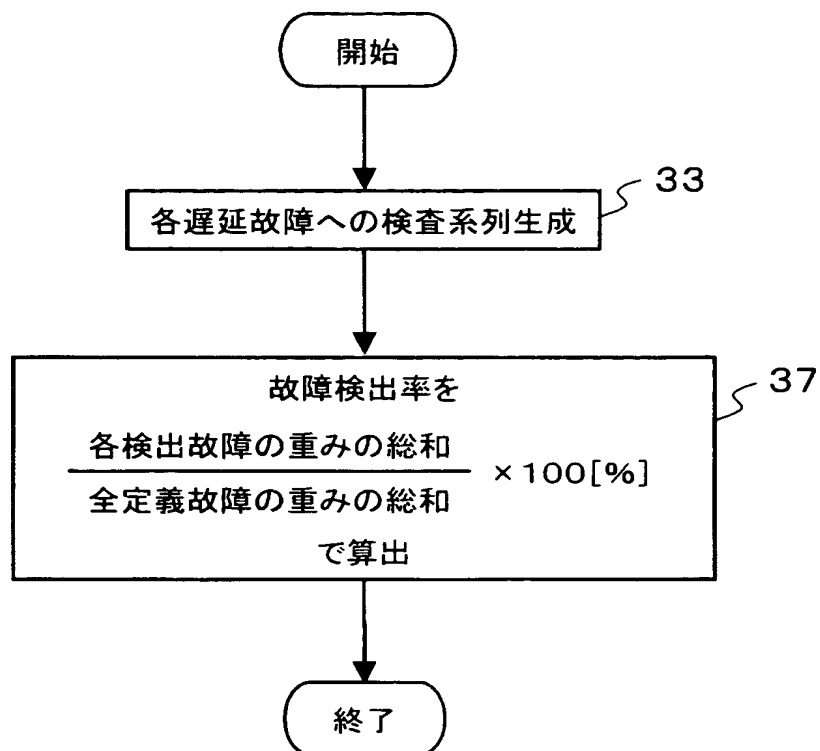 開始
33
各遅延故障への検査系列生成
37
故障検出率を
各検出故障の重みの総和
全定義故障の重みの総和
×100[%]
で算出
終了